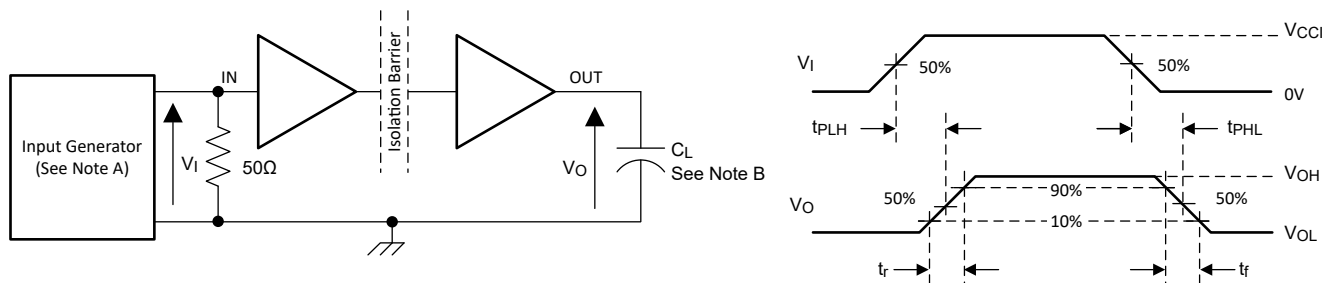 Input Generator
(See Note A)
VI
IN
50Ω
Isolation Barrier
OUT
VO
CL
See Note B
VI
50%
50%
VCCI
0V
tPLH
tPHL
VO
50%
90%
10%
50%
VOH
VOL
tr
tf